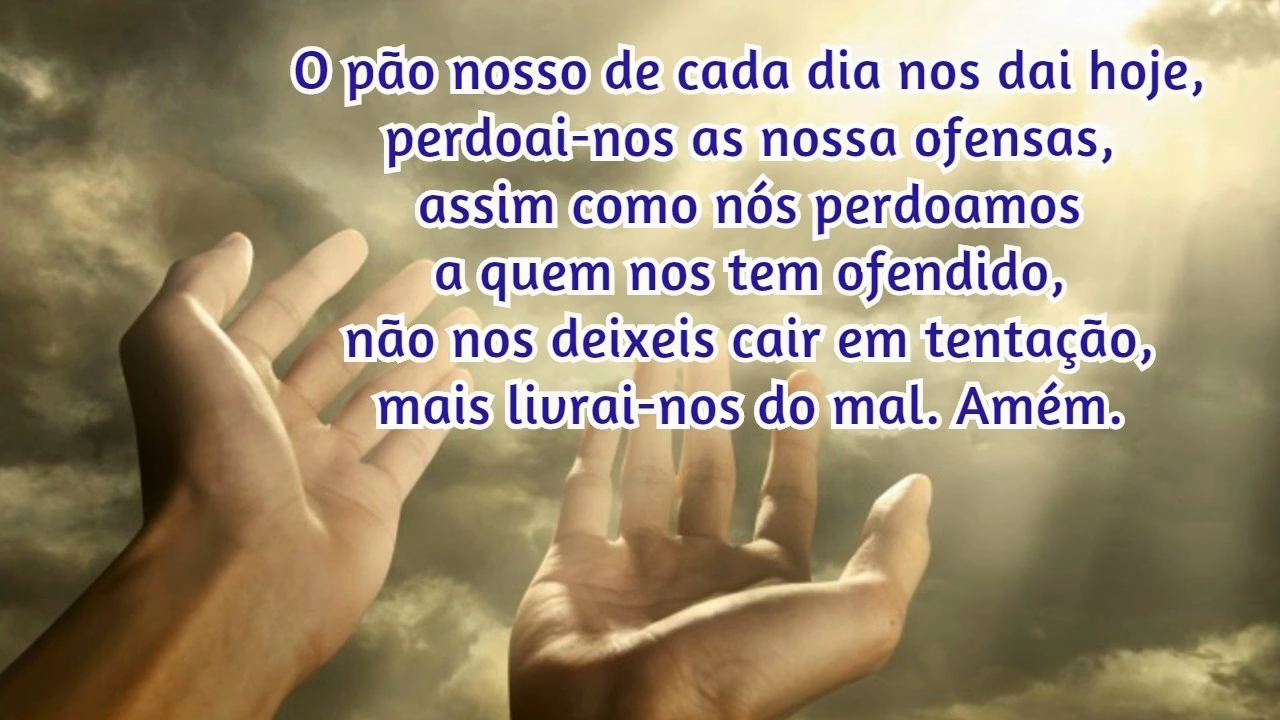 O pão nosso de cada dia nos dai hoje,
perdoai-nos as nossa ofensas,
assim como nós perdoamos
a quem nos tem ofendido,
não nos deixeis cair em tentação,
mais livrai-nos do mal. Amém.